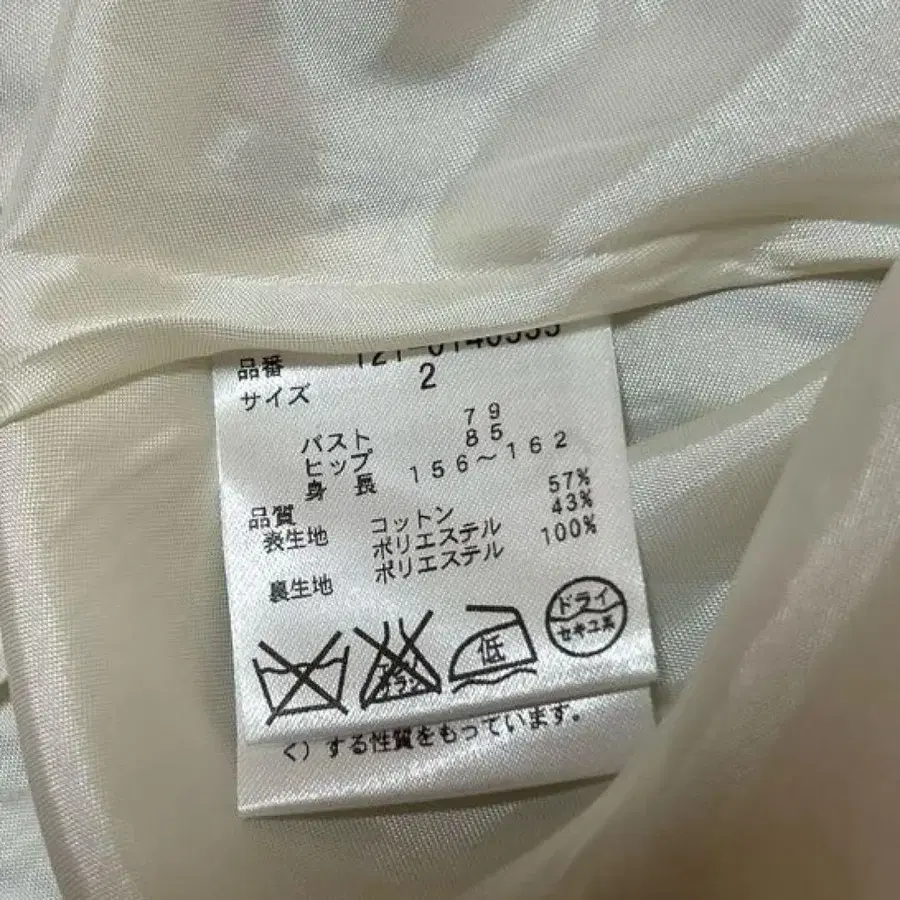 品番
サイズ 2
バスト 79
ヒップ 85
身長 156～162
品質
表生地 コットン 57%
ポリエステル 43%
裏生地 ポリエステル 100%
低
ドライ
セキユ系
く）する性質をもっています。